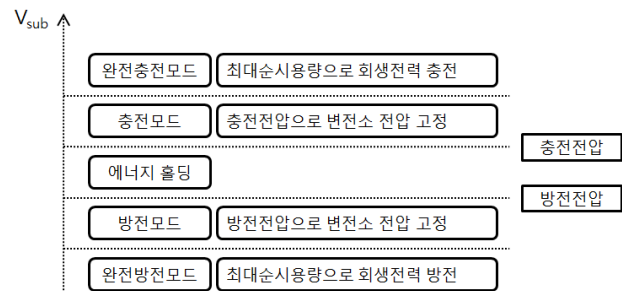 Vsub
완전충전모드 최대순시용량으로 회생전력 충전
충전모드 충전전압으로 변전소 전압 고정
충전전압
에너지 홀딩
방전전압
방전모드 방전전압으로 변전소 전압 고정
완전방전모드 최대순시용량으로 회생전력 방전